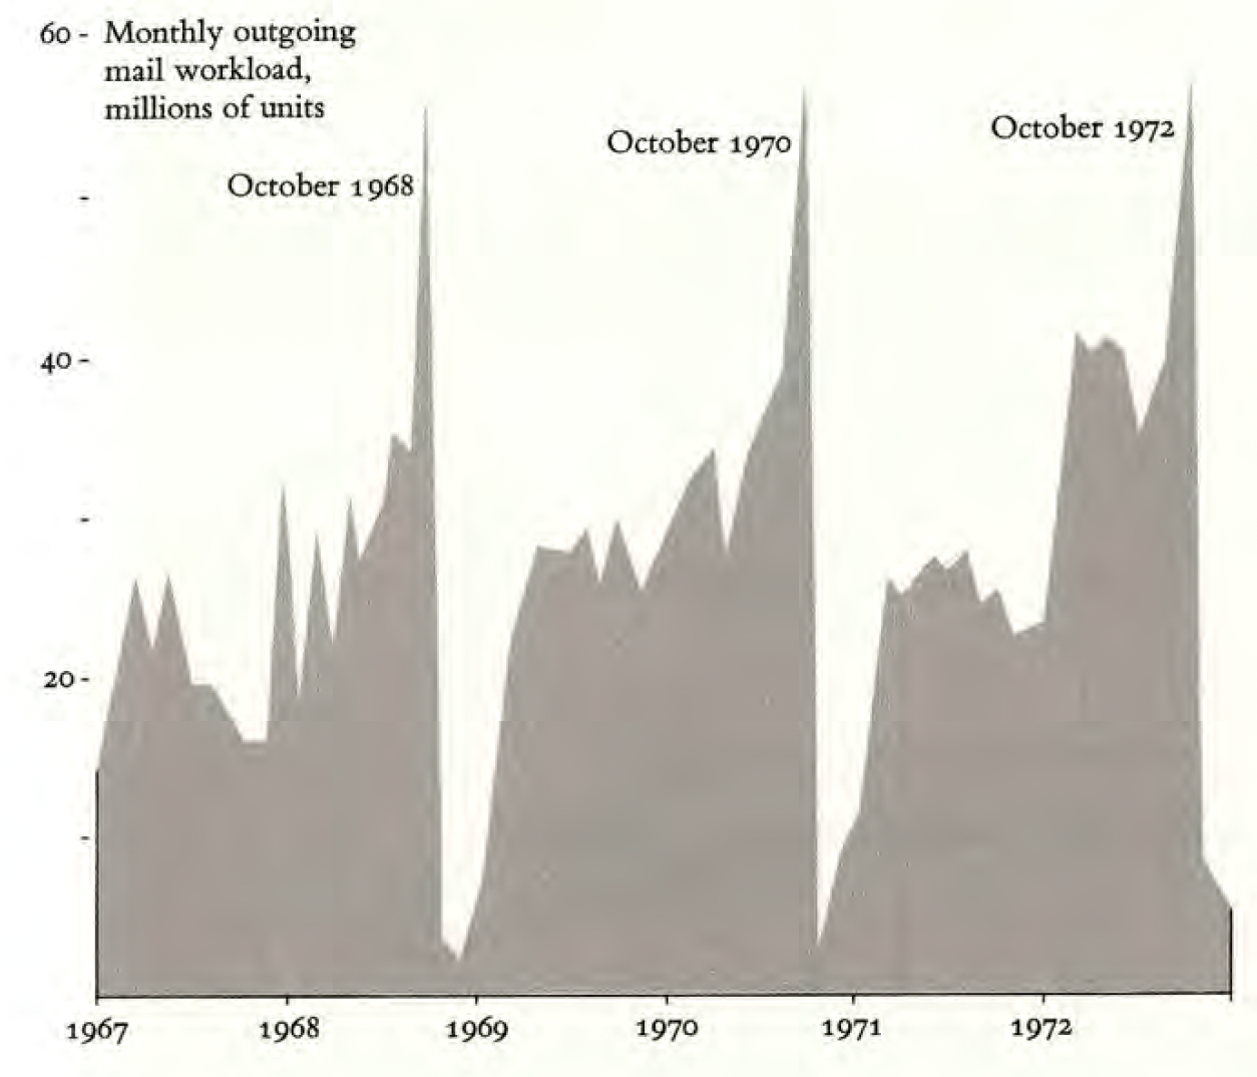 60 - Monthly outgoing
mail workload,
millions of units
October 1968
October 1970
October 1972
-
40 -
-
20 -
-
1967 1968 1969 1970 1971 1972